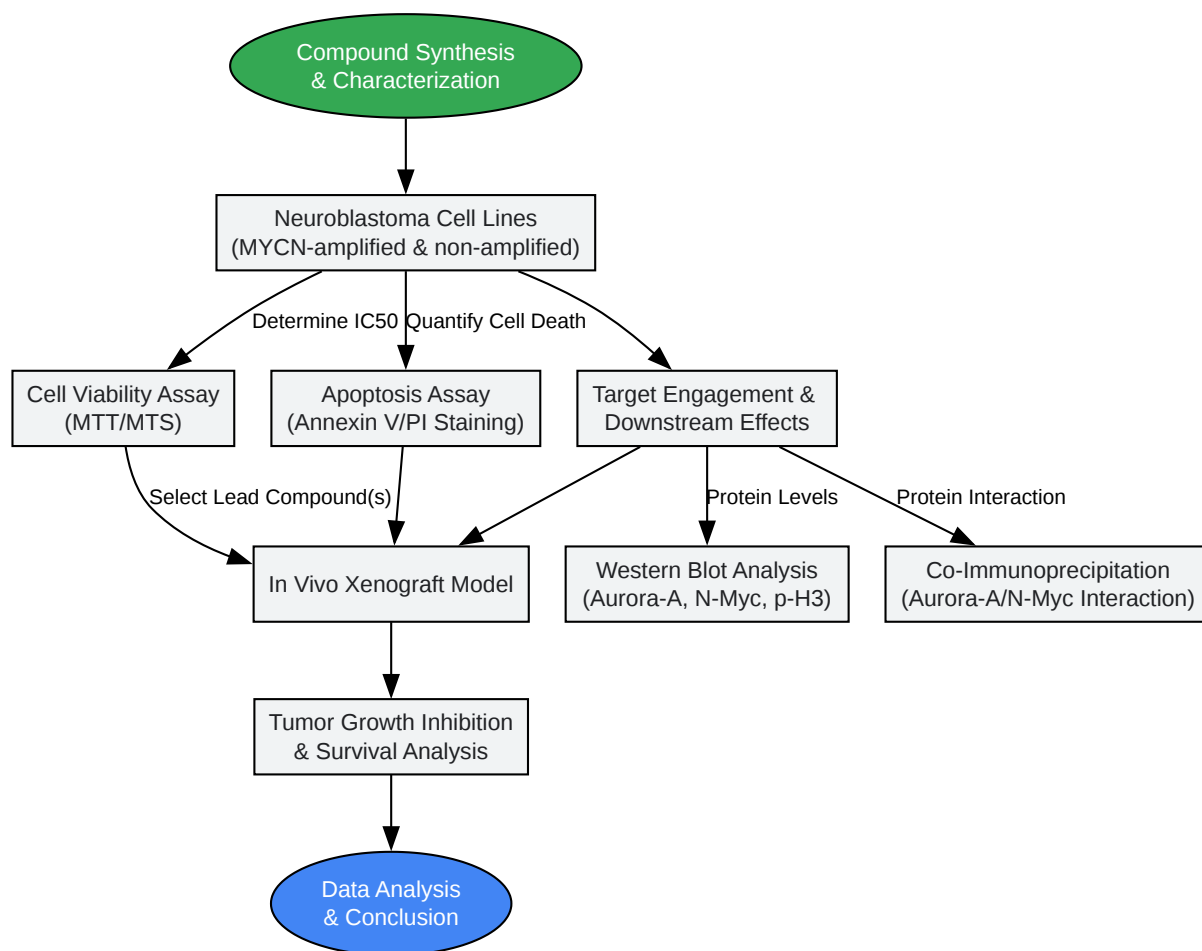 Compound Synthesis
& Characterization
Neuroblastoma Cell Lines
(MYCN-amplified & non-amplified)
Determine IC50
Quantify Cell Death
Cell Viability Assay
(MTT/MTS)
Apoptosis Assay
(Annexin V/PI Staining)
Target Engagement &
Downstream Effects
Select Lead Compound(s)
Protein Levels
Protein Interaction
In Vivo Xenograft Model
Western Blot Analysis
(Aurora-A, N-Myc, p-H3)
Co-Immunoprecipitation
(Aurora-A/N-Myc Interaction)
Tumor Growth Inhibition
& Survival Analysis
Data Analysis
& Conclusion